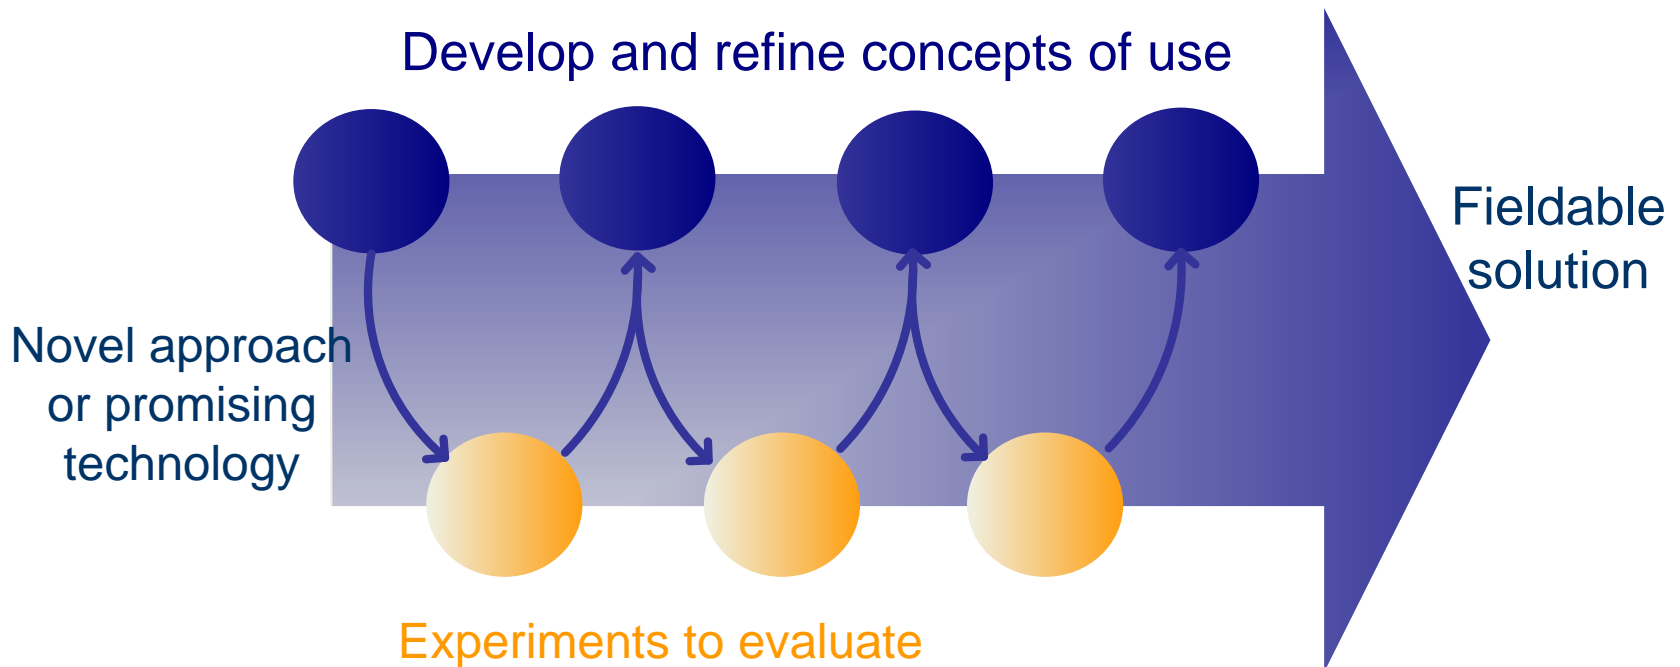 Develop and refine concepts of use
Fieldable
solution
Novel approach
or promising
technology
Experiments to evaluate